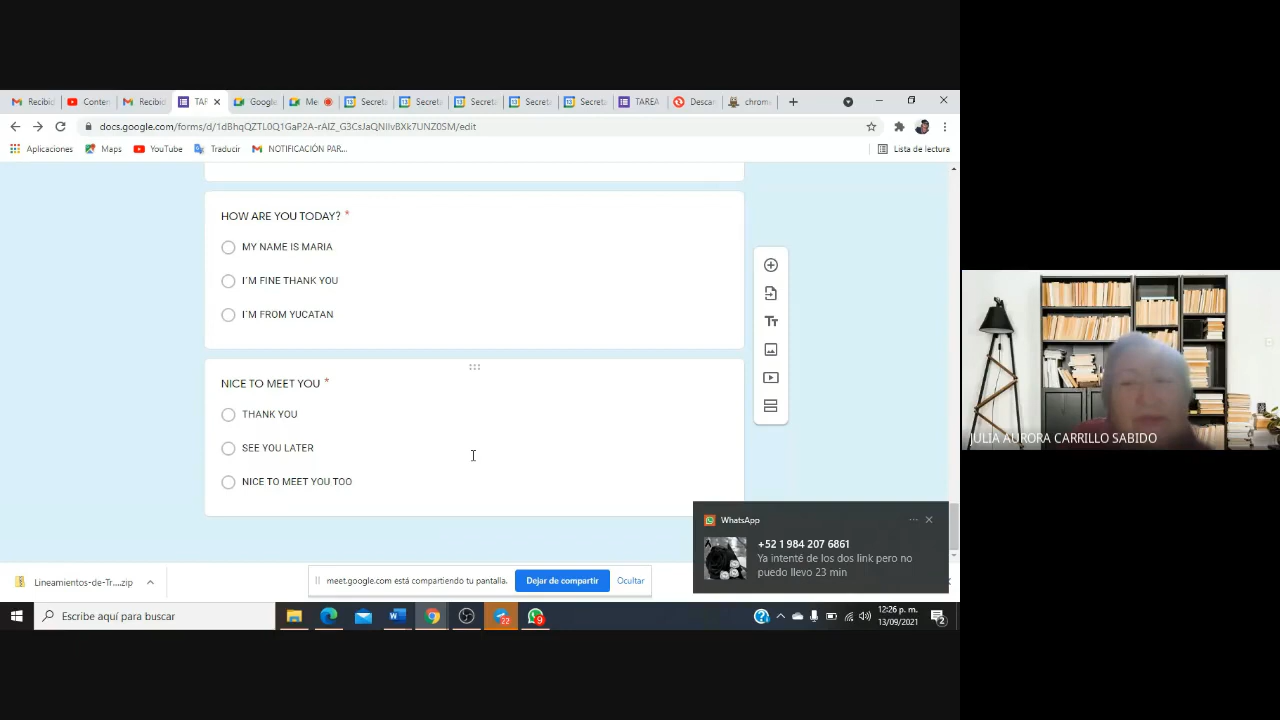 Recibid
Conten
Recibid
TAR
Google
Me
Secret
Secret
Secret
Secret
Secret
TAREA
Descar
chrom
docs.google.com/forms/d/1dBhqQZTL0Q1GaP2A-rAIZ_G3CsJaQNIIvBXk7UNZ0SM/edit
Aplicaciones
Maps
YouTube
Traducir
NOTIFICACIÓN PAR...
Lista de lectura
HOW ARE YOU TODAY? *
MY NAME IS MARIA
I´M FINE THANK YOU
I´M FROM YUCATAN
NICE TO MEET YOU *
THANK YOU
SEE YOU LATER
NICE TO MEET YOU TOO
JULIA AURORA CARRILLO SABIDO
WhatsApp
+52 1 984 207 6861
Ya intenté de los dos link pero no
puedo llevo 23 min
Lineamientos-de-Tr....zip
meet.google.com está compartiendo tu pantalla.
Dejar de compartir
Ocultar
Escribe aquí para buscar
22
9
12:26 p. m.
13/09/2021
2